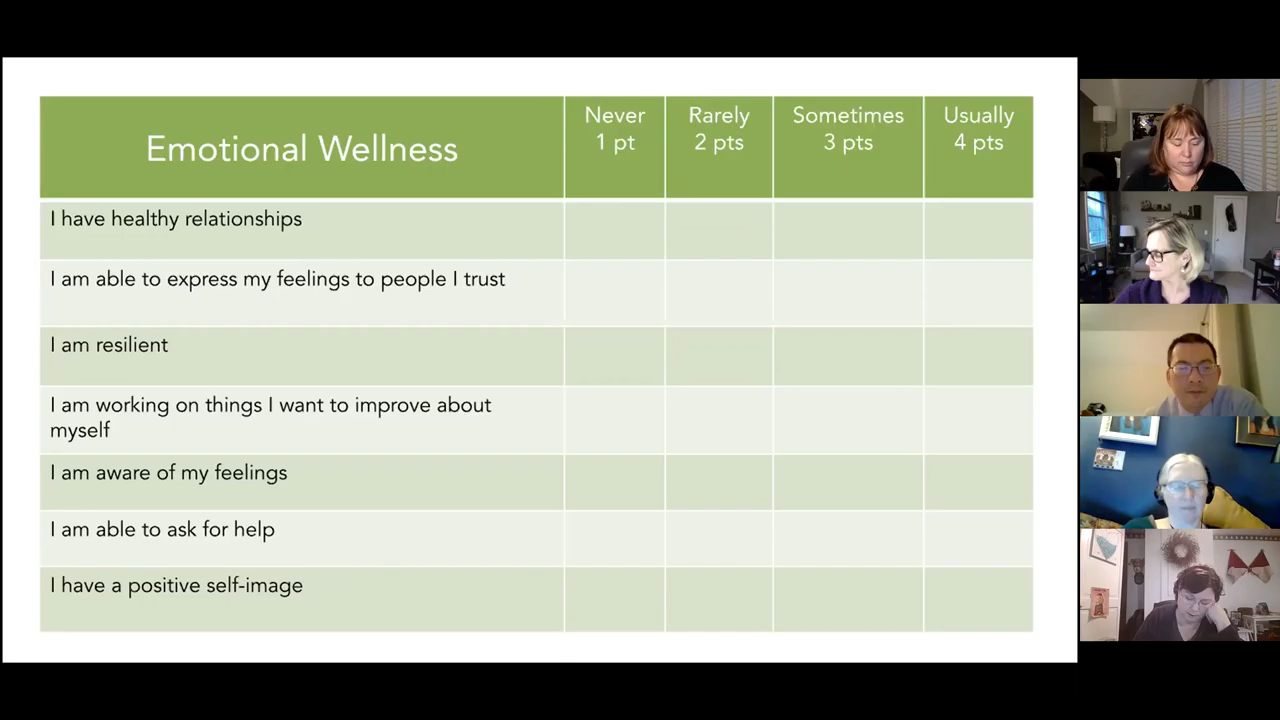 Emotional Wellness
Never
1 pt
Rarely
2 pts
Sometimes
3 pts
Usually
4 pts
I have healthy relationships
I am able to express my feelings to people I trust
I am resilient
I am working on things I want to improve about
myself
I am aware of my feelings
I am able to ask for help
I have a positive self-image